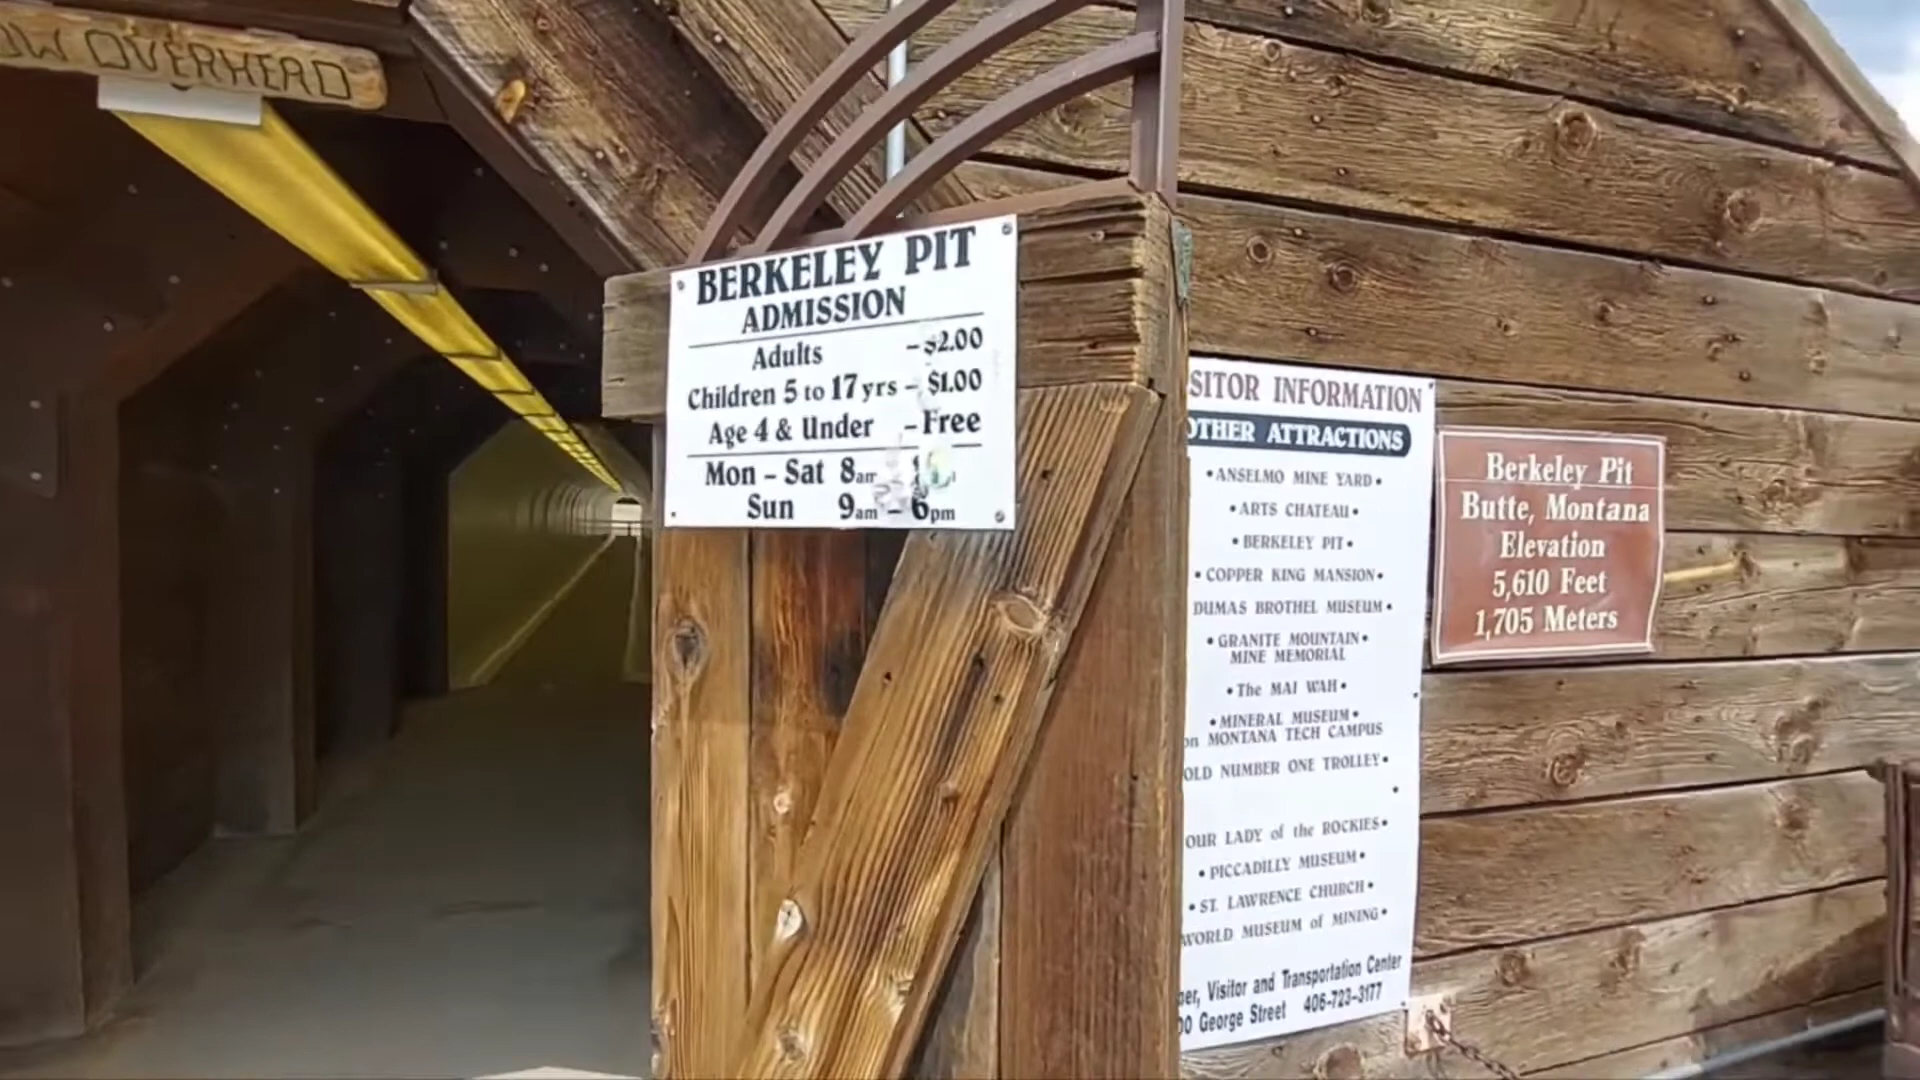 OVERHEAD
BERKELEY PIT
ADMISSION
Adults - $2.00
Children 5 to 17 yrs - $1.00
Age 4 & Under - Free
Mon - Sat 8am
Sun 9am - 6pm
INFORMATION
OTHER ATTRACTIONS
• ANSELMO MINE YARD •
• ARTS CHATEAU •
• BERKELEY PIT •
• COPPER KING MANSION •
DUMAS BROTHEL MUSEUM •
• GRANITE MOUNTAIN •
MINE MEMORIAL
• The MAI WAH •
• MINERAL MUSEUM •
on MONTANA TECH CAMPUS
OLD NUMBER ONE TROLLEY •
OUR LADY of the ROCKIES •
• PICCADILLY MUSEUM •
• ST. LAWRENCE CHURCH •
WORLD MUSEUM of MINING •
Visitor and Transportation Center
George Street 406-723-3177
Berkeley Pit
Butte, Montana
Elevation
5,610 Feet
1,705 Meters